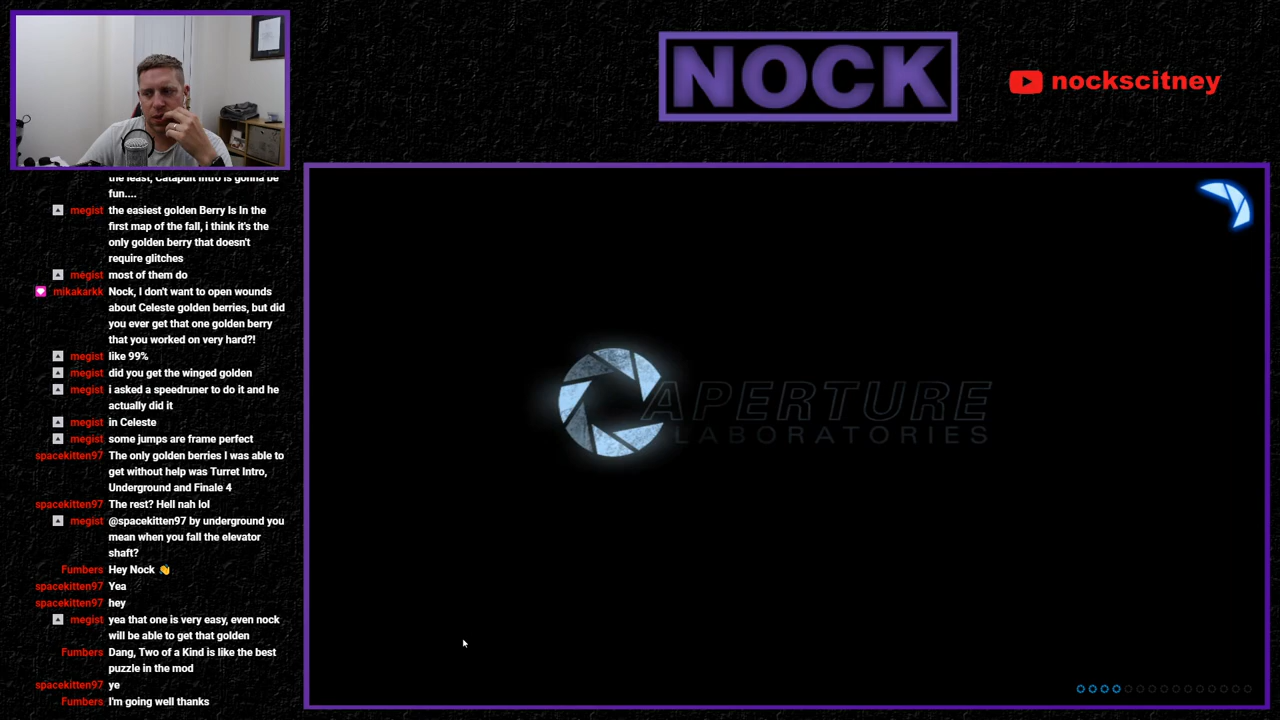 NOCK
nockscitney
the least, Catapult Intro is gonna be
fun....
megist the easiest golden Berry Is In the
first map of the fall, i think it's the
only golden berry that doesn't
require glitches
megist most of them do
mikakarkk Nock, I don't want to open wounds
about Celeste golden berries, but did
you ever get that one golden berry
that you worked on very hard?!
megist like 99%
megist did you get the winged golden
megist i asked a speedruner to do it and he
actually did it
megist in Celeste
megist some jumps are frame perfect
spacekitten97 The only golden berries I was able to
get without help was Turret Intro,
Underground and Finale 4
spacekitten97 The rest? Hell nah lol
megist @spacekitten97 by underground you
mean when you fall the elevator
shaft?
Fumbers Hey Nock 👋
spacekitten97 Yea
spacekitten97 hey
megist yea that one is very easy, even nock
will be able to get that golden
Fumbers Dang, Two of a Kind is like the best
puzzle in the mod
spacekitten97 ye
Fumbers I'm going well thanks
APERTURE
LABORATORIES